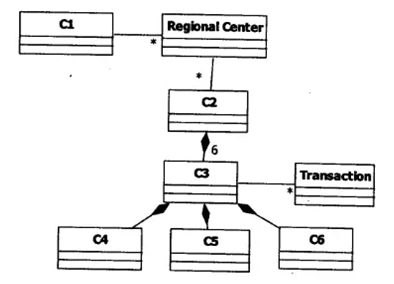 C1
Regional Center
*
*
C2
6
C3
Transaction
*
C4
C5
C6